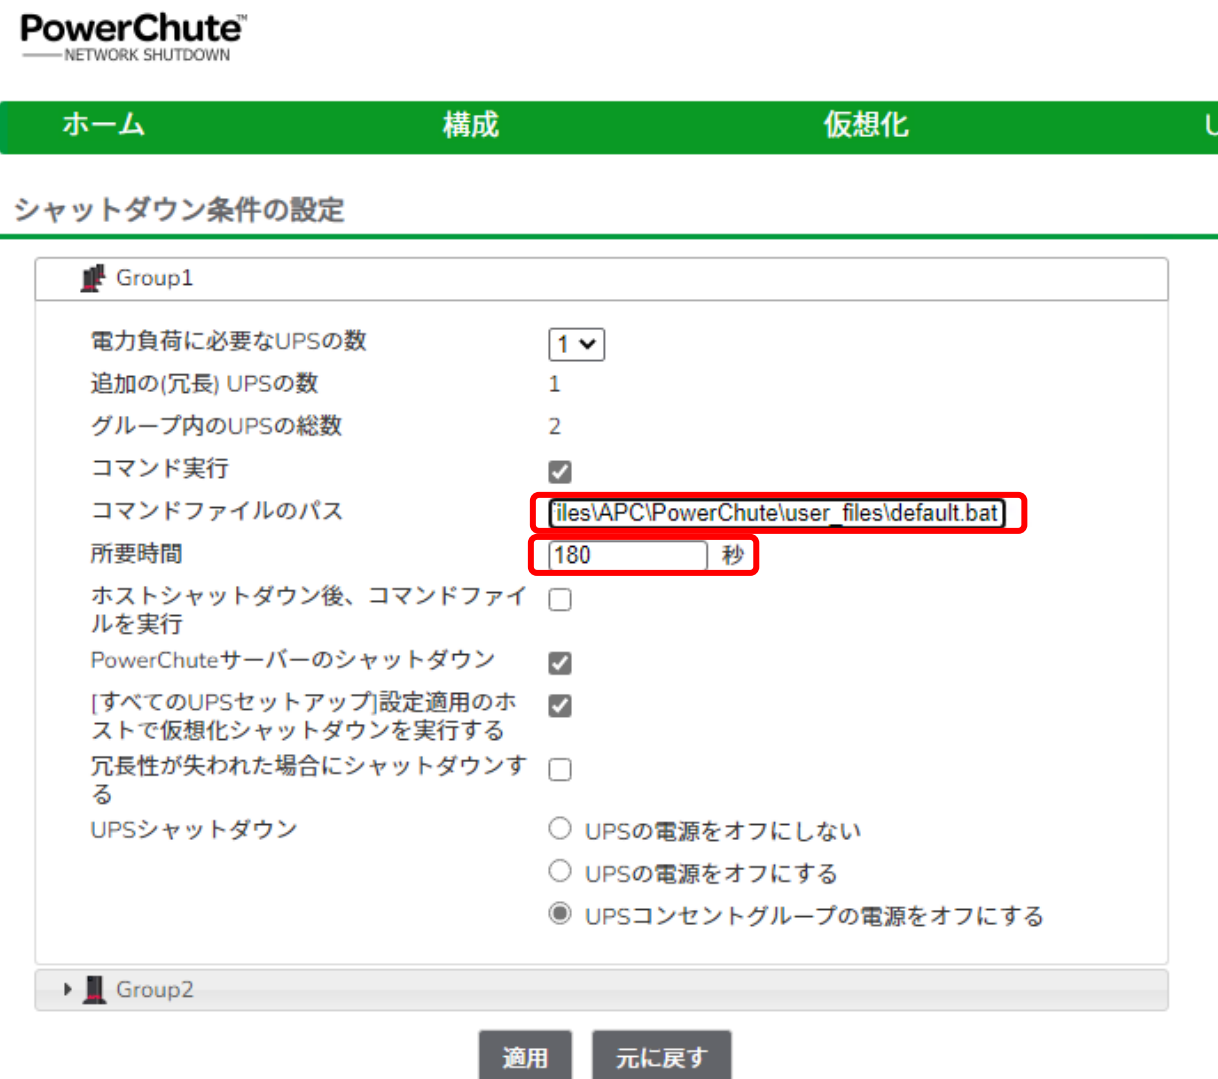 PowerChute™
NETWORK SHUTDOWN
ホーム 構成 仮想化 U
シャットダウン条件の設定
Group1
電力負荷に必要なUPSの数 1
追加の(冗長) UPSの数 1
グループ内のUPSの総数 2
コマンド実行
コマンドファイルのパス iles\APC\PowerChute\user_files\default.bat
所要時間 180 秒
ホストシャットダウン後、コマンドファイ
ルを実行
PowerChuteサーバーのシャットダウン
[すべてのUPSセットアップ]設定適用のホ
ストで仮想化シャットダウンを実行する
冗長性が失われた場合にシャットダウンす
る
UPSシャットダウン UPSの電源をオフにしない
UPSの電源をオフにする
UPSコンセントグループの電源をオフにする
Group2
適用 元に戻す